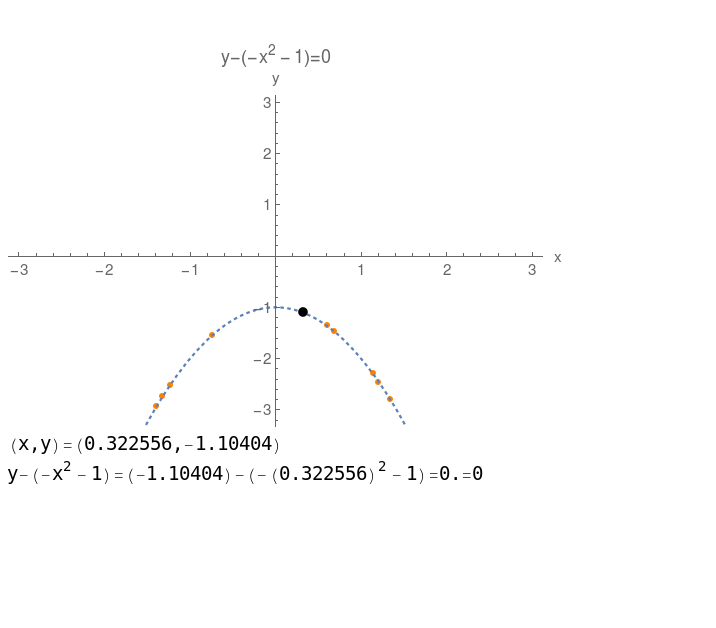 y−(−x² − 1)=0
y
3
2
1
−3 −2 −1 1 2 3 x
−1
−2
−3
(x,y)=(0.322556,−1.10404)
y−(−x² − 1)=(−1.10404)−(−(0.322556)² − 1)=0.=0